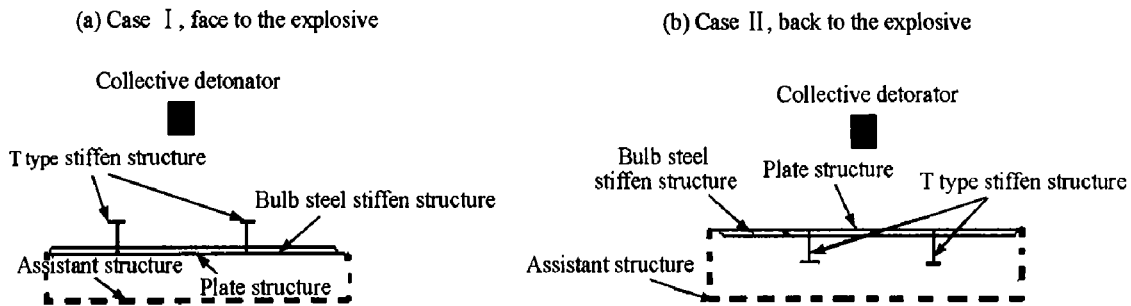 (a) Case Ⅰ, face to the explosive
Collective detonator
T type stiffen structure
Bulb steel stiffen structure
Assistant structure
Plate structure
(b) Case Ⅱ, back to the explosive
Collective detorator
Bulb steel
stiffen structure
Plate structure
T type stiffen structure
Assistant structure